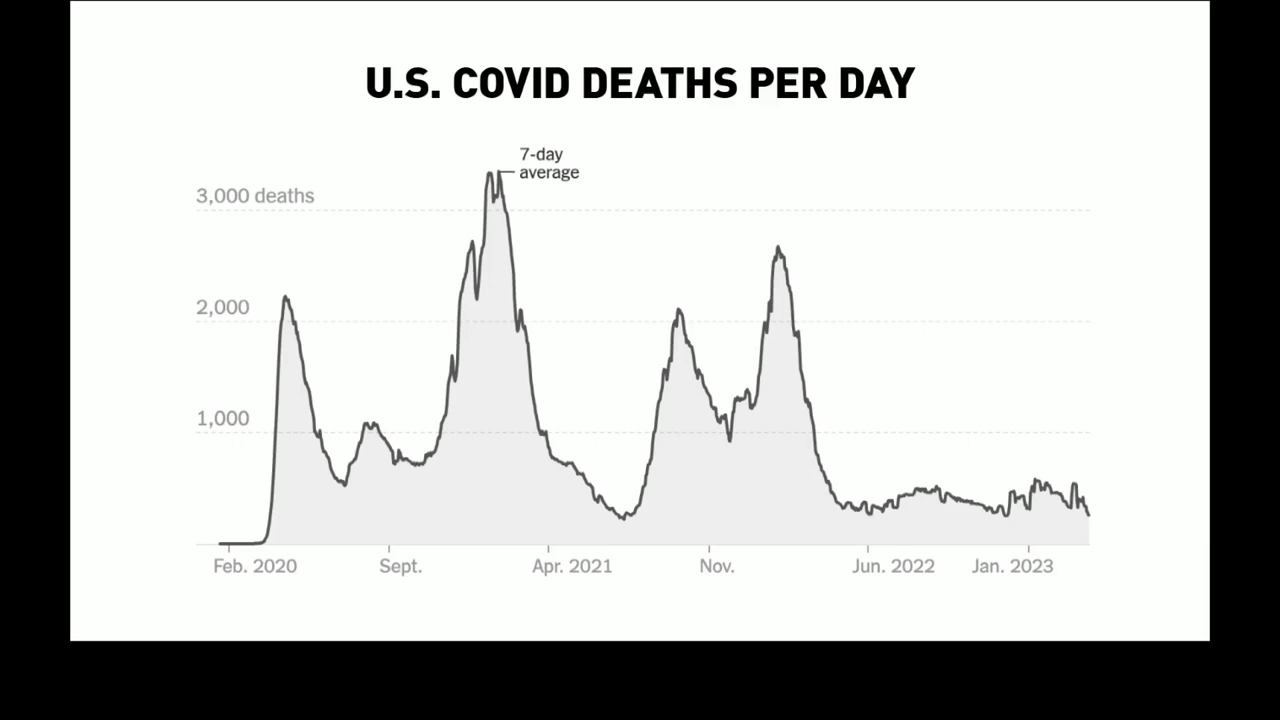 U.S. COVID DEATHS PER DAY
7-day
average
3,000 deaths
2,000
1,000
Feb. 2020
Sept.
Apr. 2021
Nov.
Jun. 2022
Jan. 2023